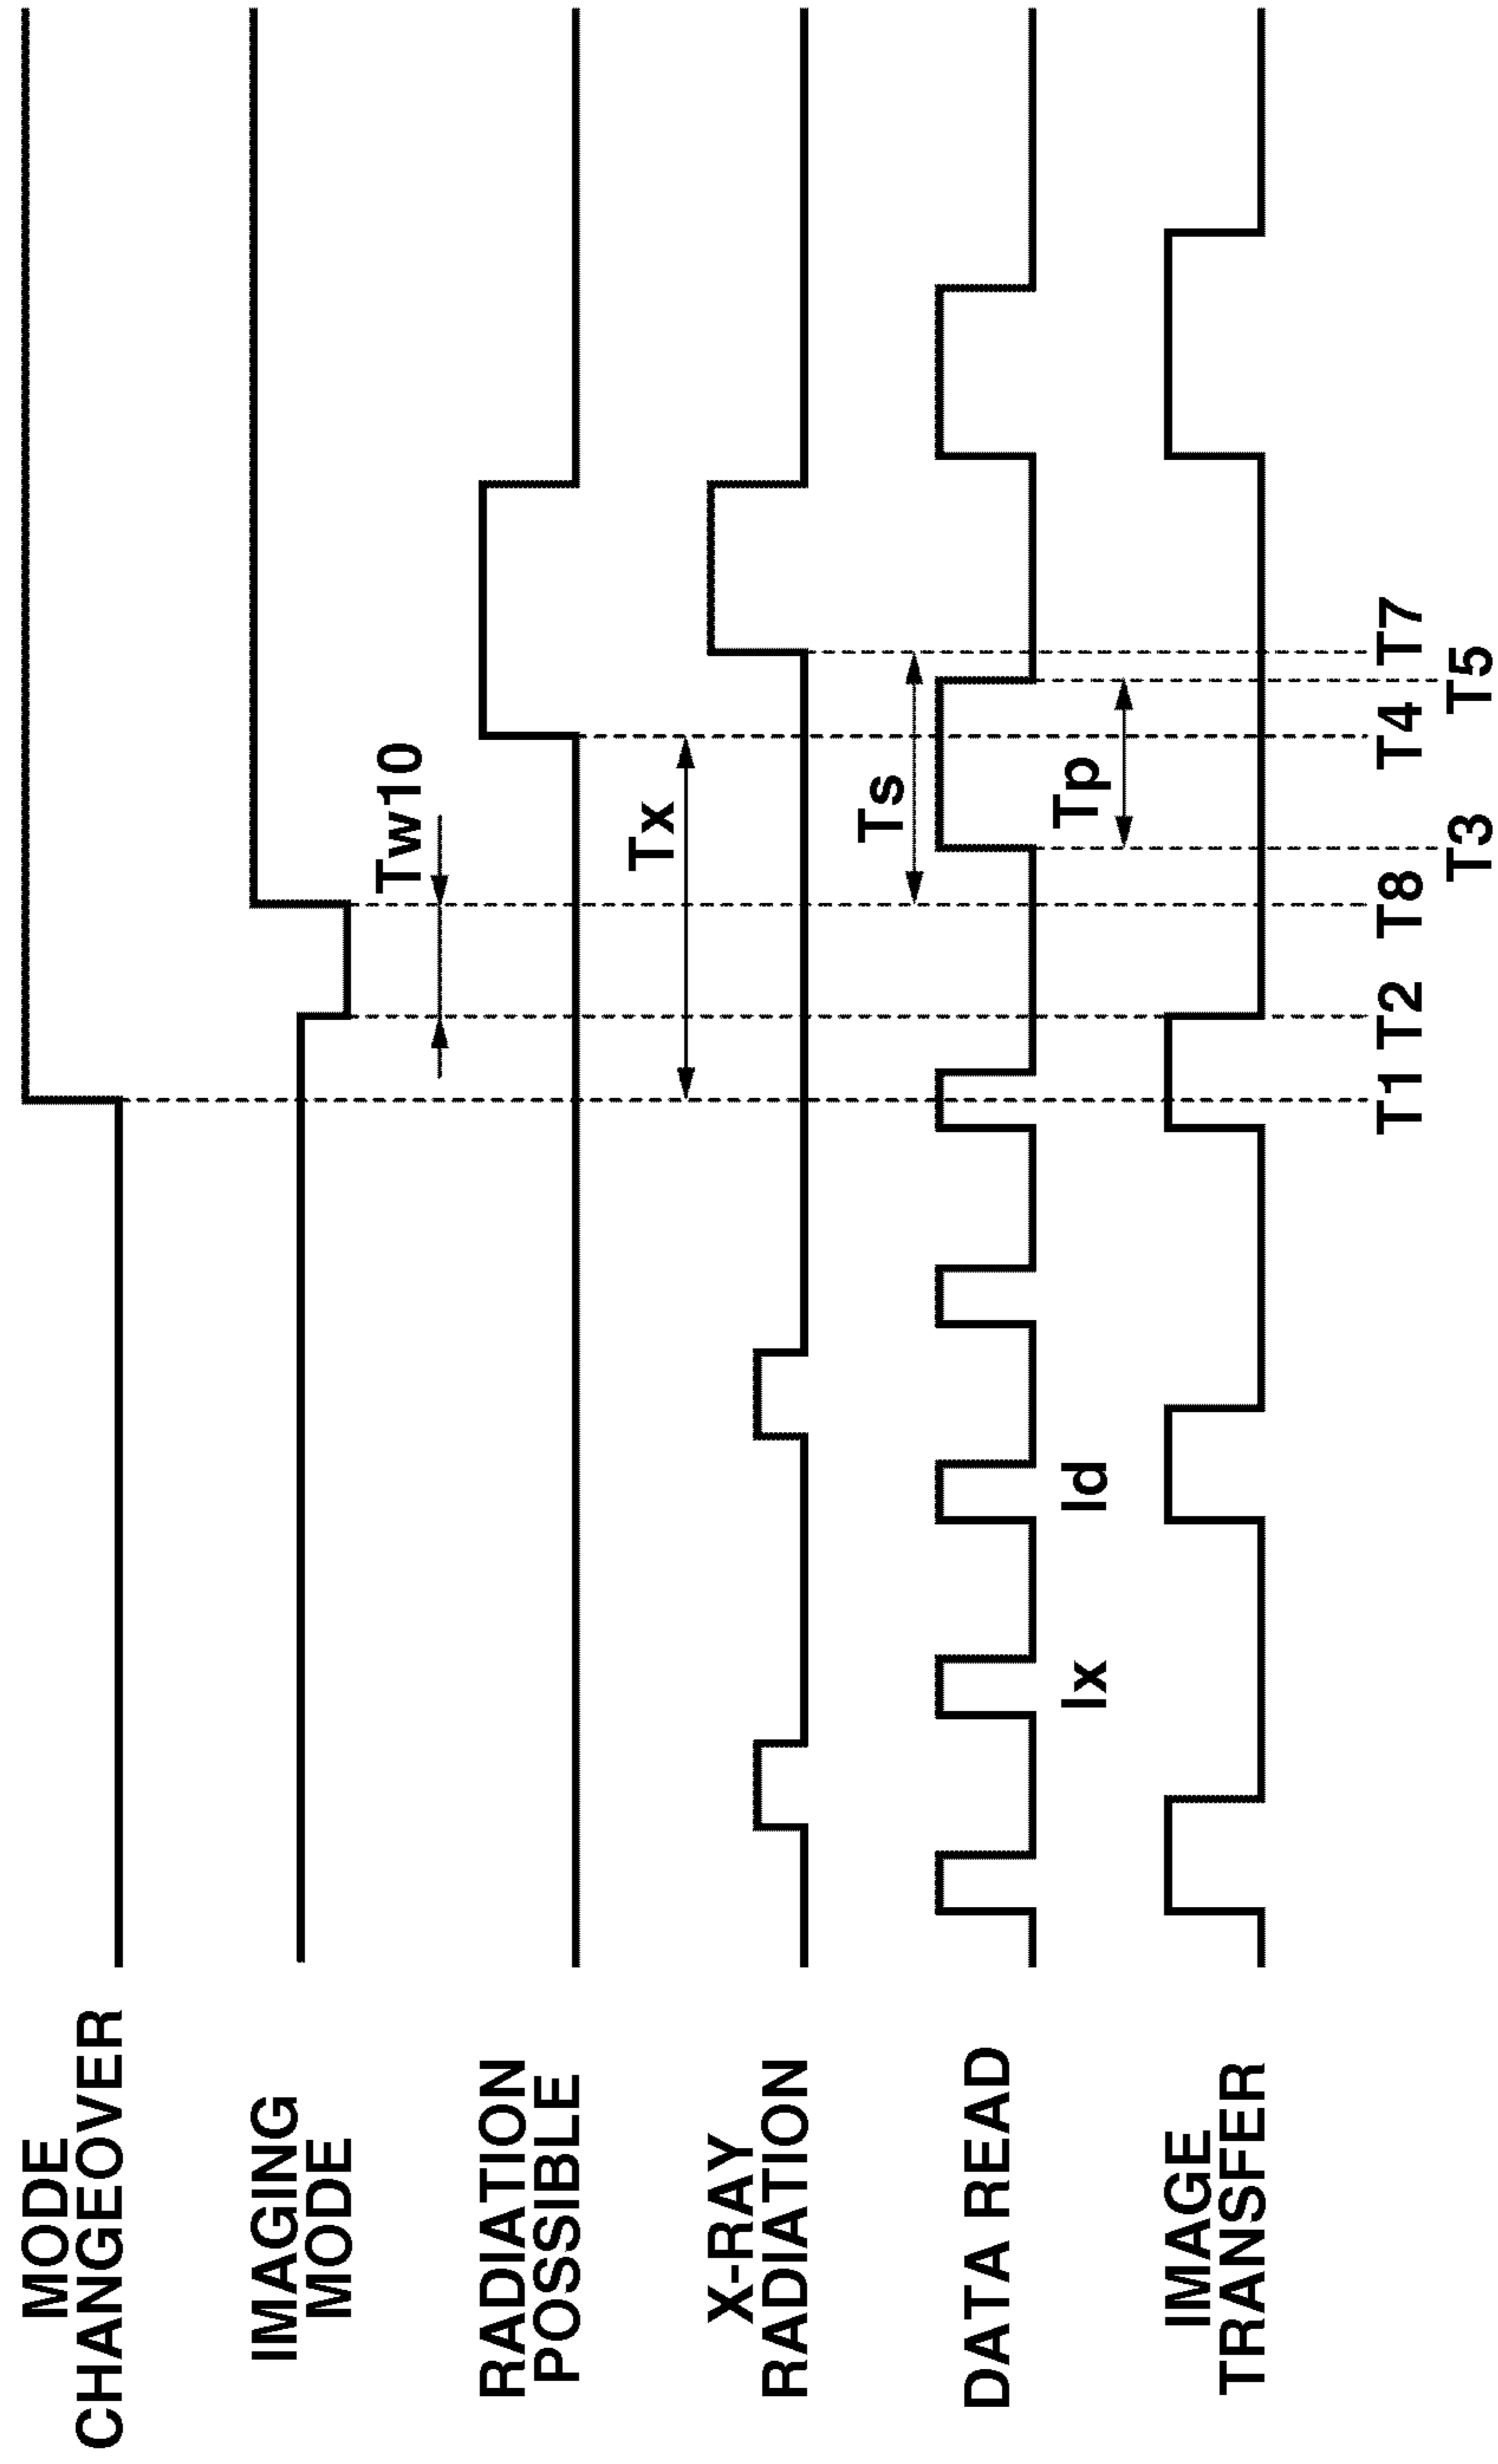 MODE
CHANGEOVER
IMAGING
MODE
Tw10
RADIATION
POSSIBLE
Tx
X-RAY
RADIATION
Ts
DATA READ
Ix
Id
Tp
IMAGE
TRANSFER
T1 T2 T8 T4 T7
T3 T5